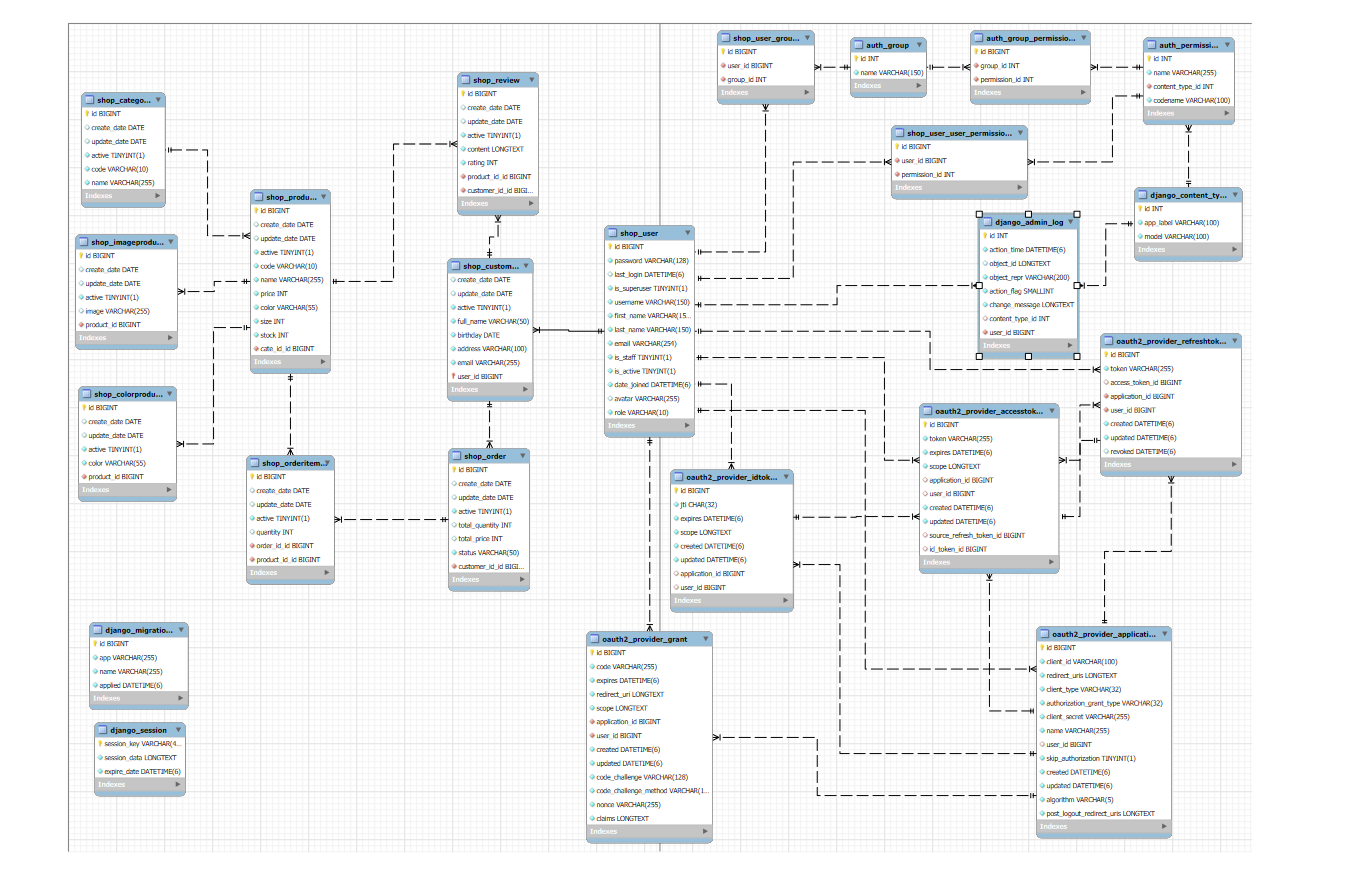 shop_catego...
id BIGINT
create_date DATE
update_date DATE
active TINYINT(1)
code VARCHAR(10)
name VARCHAR(255)
Indexes
shop_imageprodu...
id BIGINT
create_date DATE
update_date DATE
active TINYINT(1)
image VARCHAR(255)
product_id BIGINT
Indexes
shop_colorprodu...
id BIGINT
create_date DATE
update_date DATE
active TINYINT(1)
color VARCHAR(55)
product_id BIGINT
Indexes
shop_produ...
id BIGINT
create_date DATE
update_date DATE
active TINYINT(1)
code VARCHAR(10)
name VARCHAR(255)
price INT
color VARCHAR(55)
size INT
stock INT
cate_id_id BIGINT
Indexes
shop_orderitem...
id BIGINT
create_date DATE
update_date DATE
active TINYINT(1)
quantity INT
order_id_id BIGINT
product_id_id BIGINT
Indexes
shop_review
id BIGINT
create_date DATE
update_date DATE
active TINYINT(1)
content LONGTEXT
rating INT
product_id_id BIGINT
customer_id_id BIGI...
shop_custom...
create_date DATE
update_date DATE
active TINYINT(1)
full_name VARCHAR(50)
birthday DATE
address VARCHAR(100)
email VARCHAR(255)
user_id BIGINT
Indexes
shop_order
id BIGINT
create_date DATE
update_date DATE
active TINYINT(1)
total_quantity INT
total_price INT
status VARCHAR(50)
customer_id_id BIGI...
Indexes
shop_user
id BIGINT
password VARCHAR(128)
last_login DATETIME(6)
is_superuser TINYINT(1)
username VARCHAR(150)
first_name VARCHAR(15...
last_name VARCHAR(150)
email VARCHAR(254)
is_staff TINYINT(1)
is_active TINYINT(1)
date_joined DATETIME(6)
avatar VARCHAR(255)
role VARCHAR(10)
Indexes
shop_user_grou...
id BIGINT
user_id BIGINT
group_id INT
Indexes
auth_group
id INT
name VARCHAR(150)
Indexes
auth_group_permissio...
id BIGINT
group_id INT
permission_id INT
Indexes
auth_permissi...
id INT
name VARCHAR(255)
content_type_id INT
codename VARCHAR(100)
Indexes
shop_user_user_permissio...
id BIGINT
user_id BIGINT
permission_id INT
Indexes
django_content_ty...
id INT
app_label VARCHAR(100)
model VARCHAR(100)
Indexes
django_admin_log
id INT
action_time DATETIME(6)
object_id LONGTEXT
object_repr VARCHAR(200)
action_flag SMALLINT
change_message LONGTEXT
content_type_id INT
user_id BIGINT
Indexes
oauth2_provider_refreshtok...
id BIGINT
token VARCHAR(255)
access_token_id BIGINT
application_id BIGINT
user_id BIGINT
created DATETIME(6)
updated DATETIME(6)
revoked DATETIME(6)
Indexes
oauth2_provider_accesstok...
id BIGINT
token VARCHAR(255)
expires DATETIME(6)
scope LONGTEXT
application_id BIGINT
user_id BIGINT
created DATETIME(6)
updated DATETIME(6)
source_refresh_token_id BIGINT
id_token_id BIGINT
Indexes
oauth2_provider_idtok...
id BIGINT
jti CHAR(32)
expires DATETIME(6)
scope LONGTEXT
created DATETIME(6)
updated DATETIME(6)
application_id BIGINT
user_id BIGINT
Indexes
django_migratio...
id BIGINT
app VARCHAR(255)
name VARCHAR(255)
applied DATETIME(6)
Indexes
django_session
session_key VARCHAR(4...
session_data LONGTEXT
expire_date DATETIME(6)
Indexes
oauth2_provider_grant
id BIGINT
code VARCHAR(255)
expires DATETIME(6)
redirect_uri LONGTEXT
scope LONGTEXT
application_id BIGINT
user_id BIGINT
created DATETIME(6)
updated DATETIME(6)
code_challenge VARCHAR(128)
code_challenge_method VARCHAR(1...
nonce VARCHAR(255)
claims LONGTEXT
Indexes
oauth2_provider_applicati...
id BIGINT
client_id VARCHAR(100)
redirect_uris LONGTEXT
client_type VARCHAR(32)
authorization_grant_type VARCHAR(32)
client_secret VARCHAR(255)
name VARCHAR(255)
user_id BIGINT
skip_authorization TINYINT(1)
created DATETIME(6)
updated DATETIME(6)
algorithm VARCHAR(5)
post_logout_redirect_uris LONGTEXT
Indexes